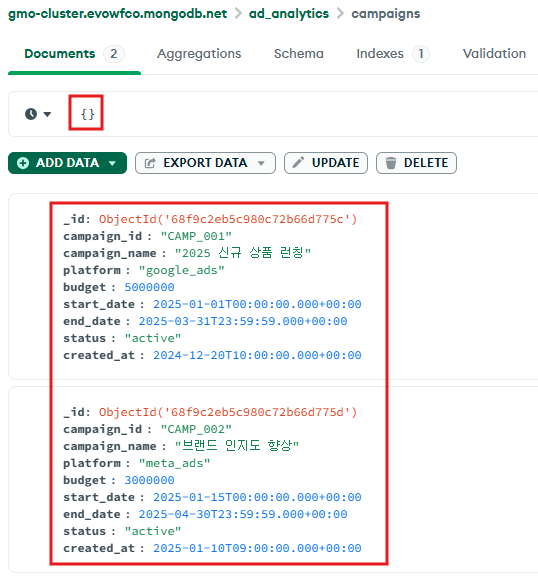 gmo-cluster.evowfco.mongodb.net > ad_analytics > campaigns
Documents 2 Aggregations Schema Indexes 1 Validation
{}
ADD DATA EXPORT DATA UPDATE DELETE
_id: ObjectId('68f9c2eb5c980c72b66d775c')
campaign_id : "CAMP_001"
campaign_name : "2025 신규 상품 런칭"
platform : "google_ads"
budget : 5000000
start_date : 2025-01-01T00:00:00.000+00:00
end_date : 2025-03-31T23:59:59.000+00:00
status : "active"
created_at : 2024-12-20T10:00:00.000+00:00
_id: ObjectId('68f9c2eb5c980c72b66d775d')
campaign_id : "CAMP_002"
campaign_name : "브랜드 인지도 향상"
platform : "meta_ads"
budget : 3000000
start_date : 2025-01-15T00:00:00.000+00:00
end_date : 2025-04-30T23:59:59.000+00:00
status : "active"
created_at : 2025-01-10T09:00:00.000+00:00